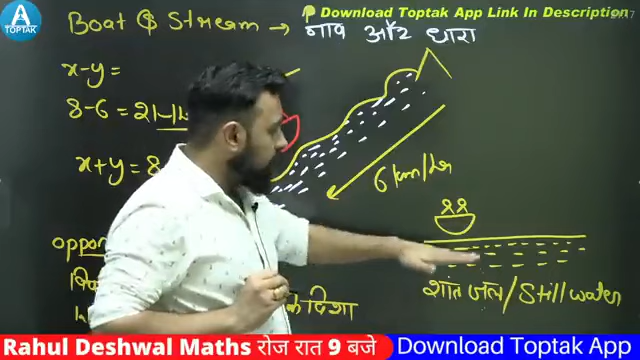 A
TOPTAK
Download Toptak App Link In Description
Boat & Stream → नाव और धारा
x-y=
8-6=2
x+y=8
6 km/hr
दिशा
शांत जल/Still water
Rahul Deshwal Maths रोज रात 9 बजे
Download Toptak App